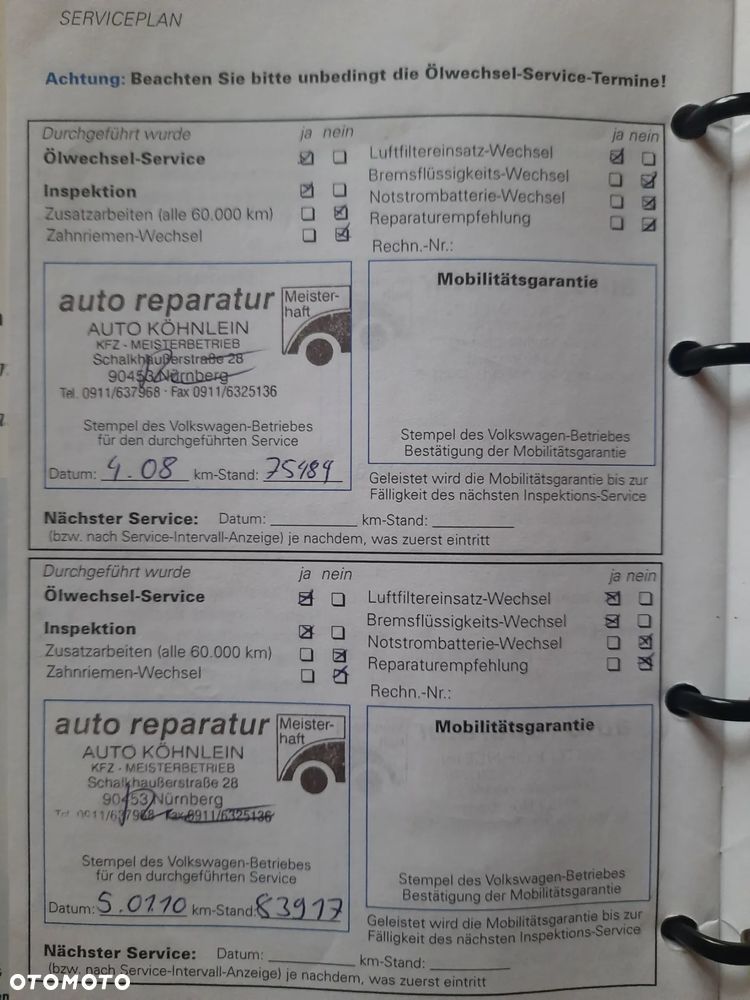 SERVICEPLAN
Achtung: Beachten Sie bitte unbedingt die Ölwechsel-Service-Termine!
Durchgeführt wurde ja nein
Ölwechsel-Service
Inspektion
Zusatzarbeiten (alle 60.000 km)
Zahnriemen-Wechsel
ja nein
Luftfiltereinsatz-Wechsel
Bremsflüssigkeits-Wechsel
Notstrombatterie-Wechsel
Reparaturempfehlung
Rechn.-Nr.:
auto reparatur
AUTO KÖHNLEIN
KFZ - MEISTERBETRIEB
Schalkhaußerstraße 28
90453 Nürnberg
Tel. 0911/637968 · Fax 0911/6325136
Meister-
haft
Stempel des Volkswagen-Betriebes
für den durchgeführten Service
Datum: 4.08 km-Stand: 75489
Mobilitätsgarantie
Stempel des Volkswagen-Betriebes
Bestätigung der Mobilitätsgarantie
Geleistet wird die Mobilitätsgarantie bis zur
Fälligkeit des nächsten Inspektions-Service
Nächster Service: Datum: km-Stand:
(bzw. nach Service-Intervall-Anzeige) je nachdem, was zuerst eintritt
Durchgeführt wurde ja nein
Ölwechsel-Service
Inspektion
Zusatzarbeiten (alle 60.000 km)
Zahnriemen-Wechsel
ja nein
Luftfiltereinsatz-Wechsel
Bremsflüssigkeits-Wechsel
Notstrombatterie-Wechsel
Reparaturempfehlung
Rechn.-Nr.:
auto reparatur
AUTO KÖHNLEIN
KFZ - MEISTERBETRIEB
Schalkhaußerstraße 28
90453 Nürnberg
Tel. 0911/637968 Fax 0911/6325136
Meister-
haft
Stempel des Volkswagen-Betriebes
für den durchgeführten Service
Datum: 5.01.10 km-Stand: 83917
Mobilitätsgarantie
Stempel des Volkswagen-Betriebes
Bestätigung der Mobilitätsgarantie
Geleistet wird die Mobilitätsgarantie bis zur
Fälligkeit des nächsten Inspektions-Service
Nächster Service: Datum: km-Stand:
(bzw. nach Service-Intervall-Anzeige) je nachdem, was zuerst eintritt
OTOMOTO